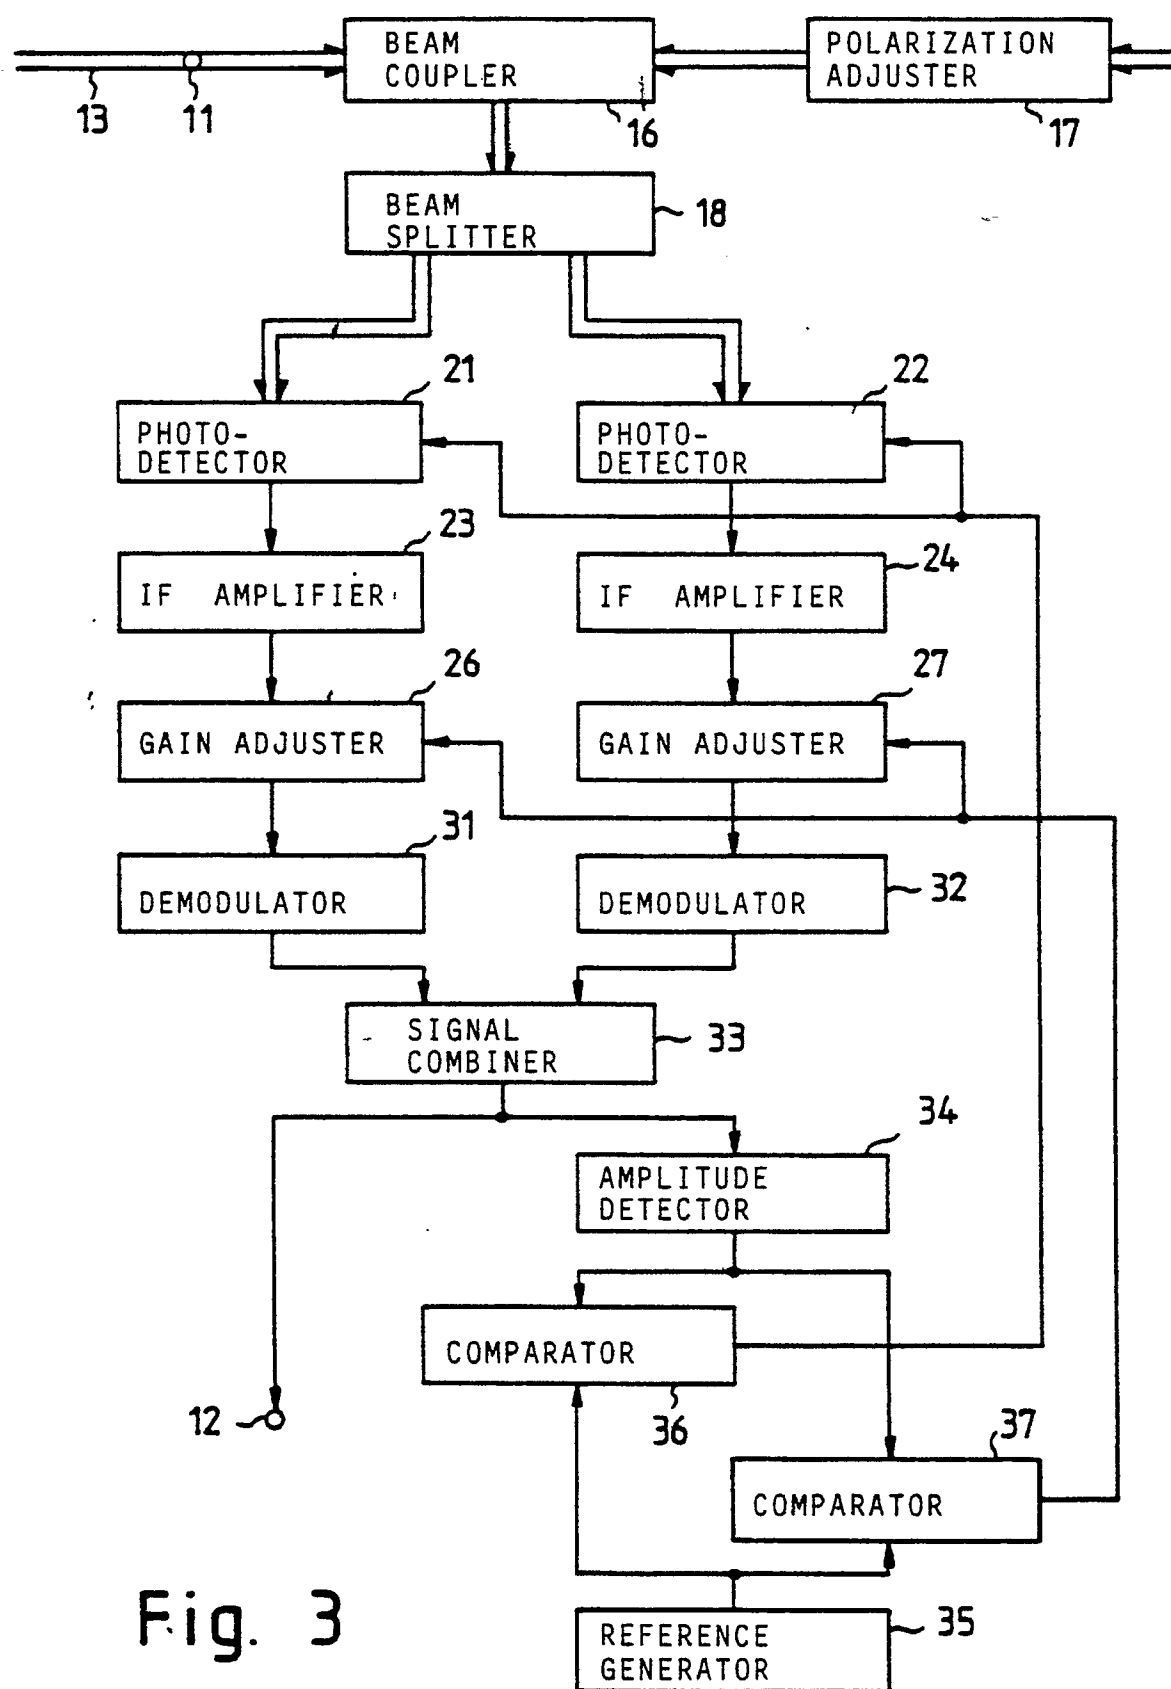 BEAM
COUPLER
POLARIZATION
ADJUSTER
13
11
16
17
BEAM
SPLITTER
18
21
22
PHOTO-
DETECTOR
PHOTO-
DETECTOR
23
24
IF AMPLIFIER
IF AMPLIFIER
26
27
GAIN ADJUSTER
GAIN ADJUSTER
31
32
DEMODULATOR
DEMODULATOR
SIGNAL
COMBINER
33
34
AMPLITUDE
DETECTOR
COMPARATOR
12
36
37
COMPARATOR
Fig. 3
REFERENCE
GENERATOR
35